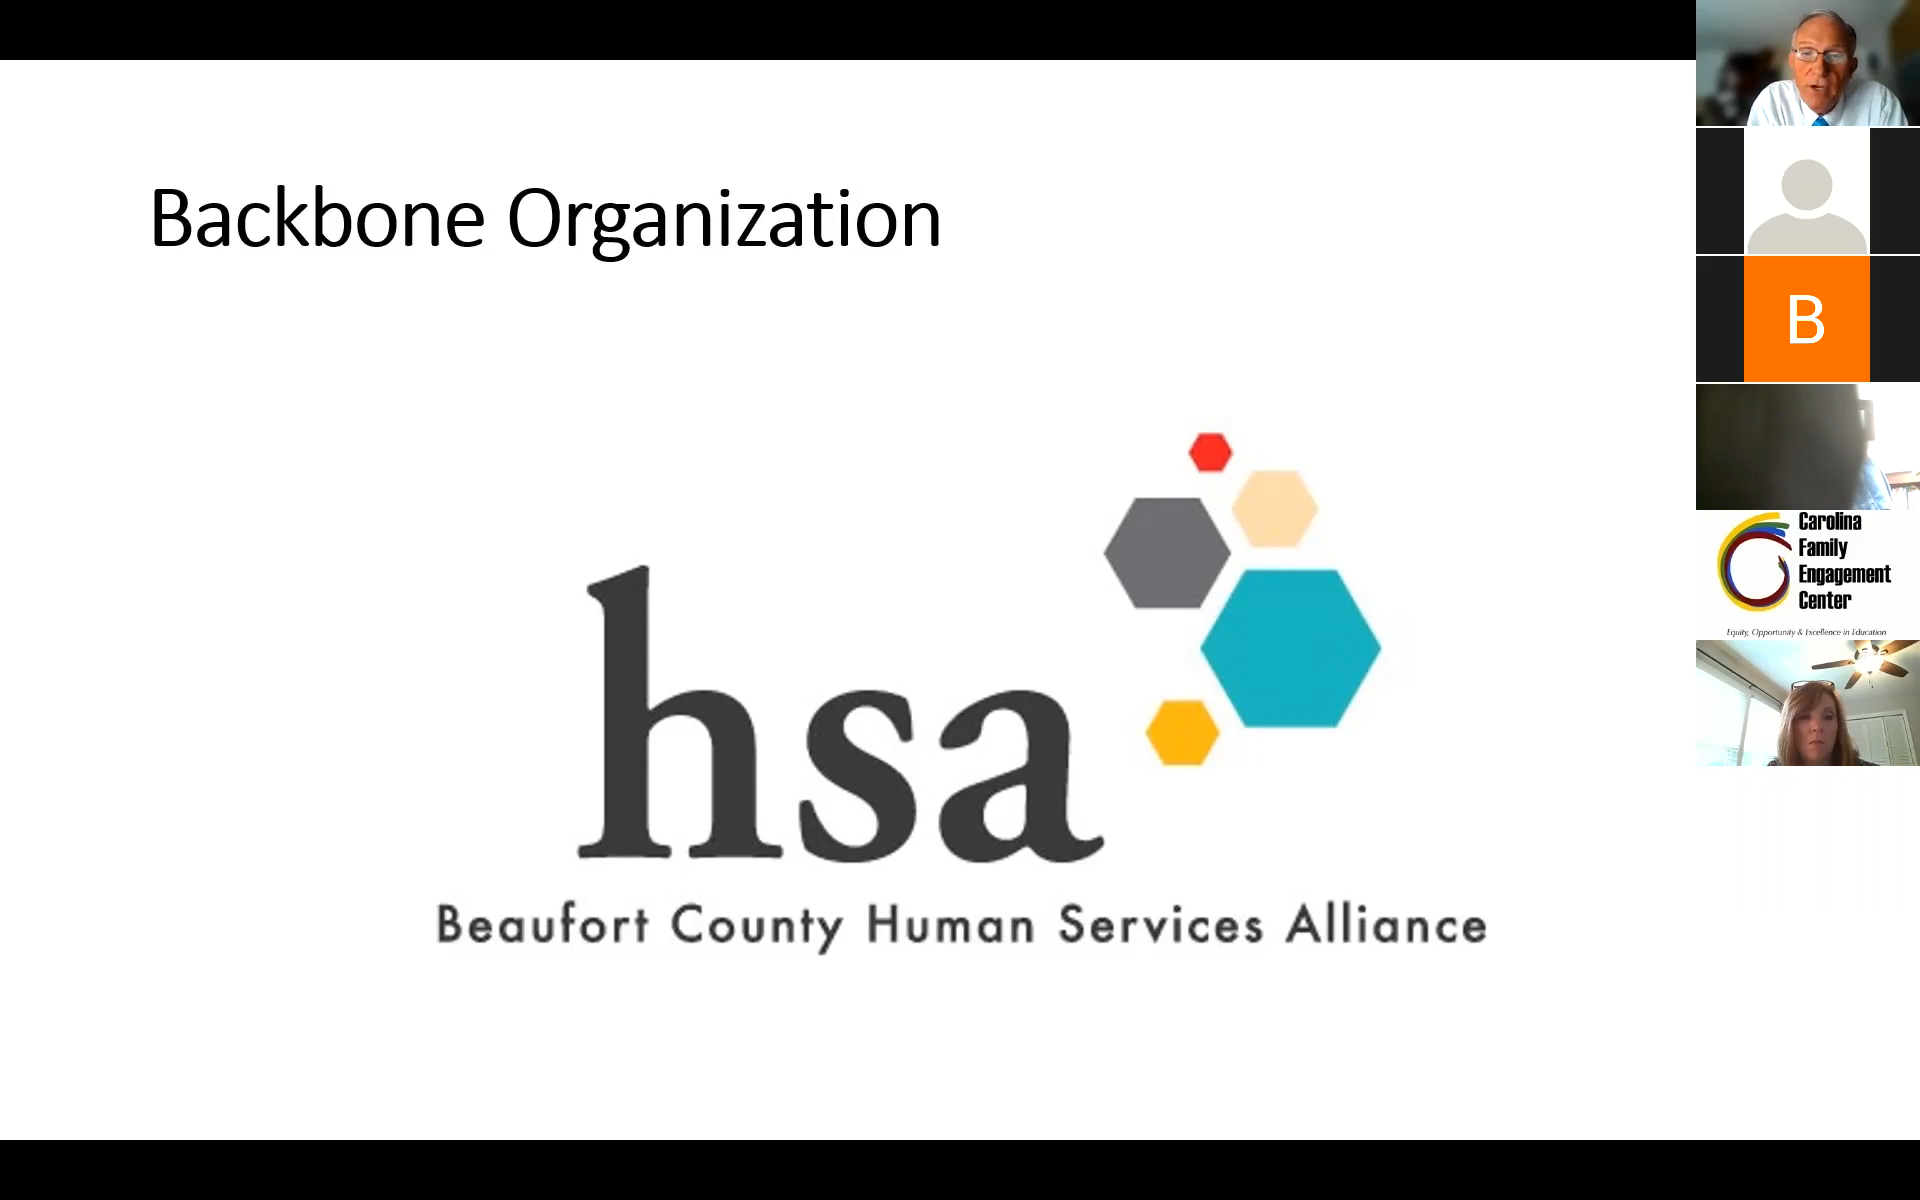 Backbone Organization
hsa
Beaufort County Human Services Alliance
B
Carolina
Family
Engagement
Center
Equity, Opportunity & Excellence in Education